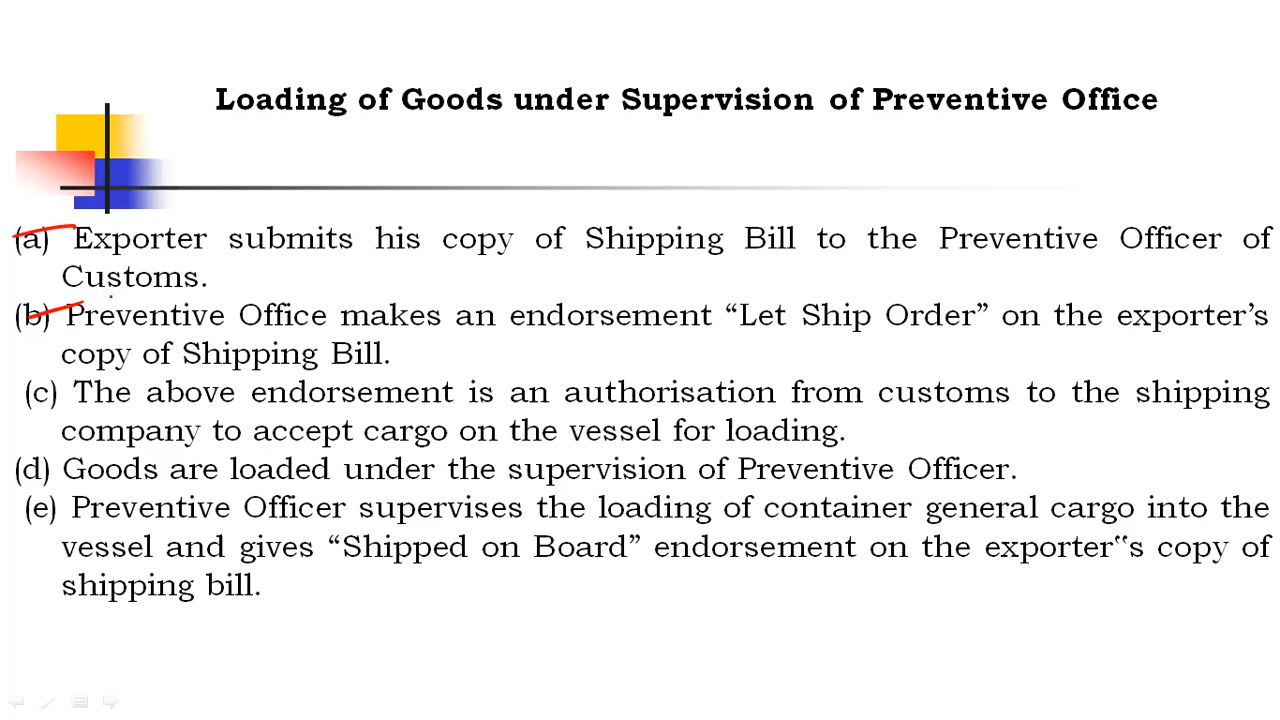 Loading of Goods under Supervision of Preventive Office
(a) Exporter submits his copy of Shipping Bill to the Preventive Officer of
Customs.
(b) Preventive Office makes an endorsement “Let Ship Order” on the exporter’s
copy of Shipping Bill.
(c) The above endorsement is an authorisation from customs to the shipping
company to accept cargo on the vessel for loading.
(d) Goods are loaded under the supervision of Preventive Officer.
(e) Preventive Officer supervises the loading of container general cargo into the
vessel and gives “Shipped on Board” endorsement on the exporter‟s copy of
shipping bill.